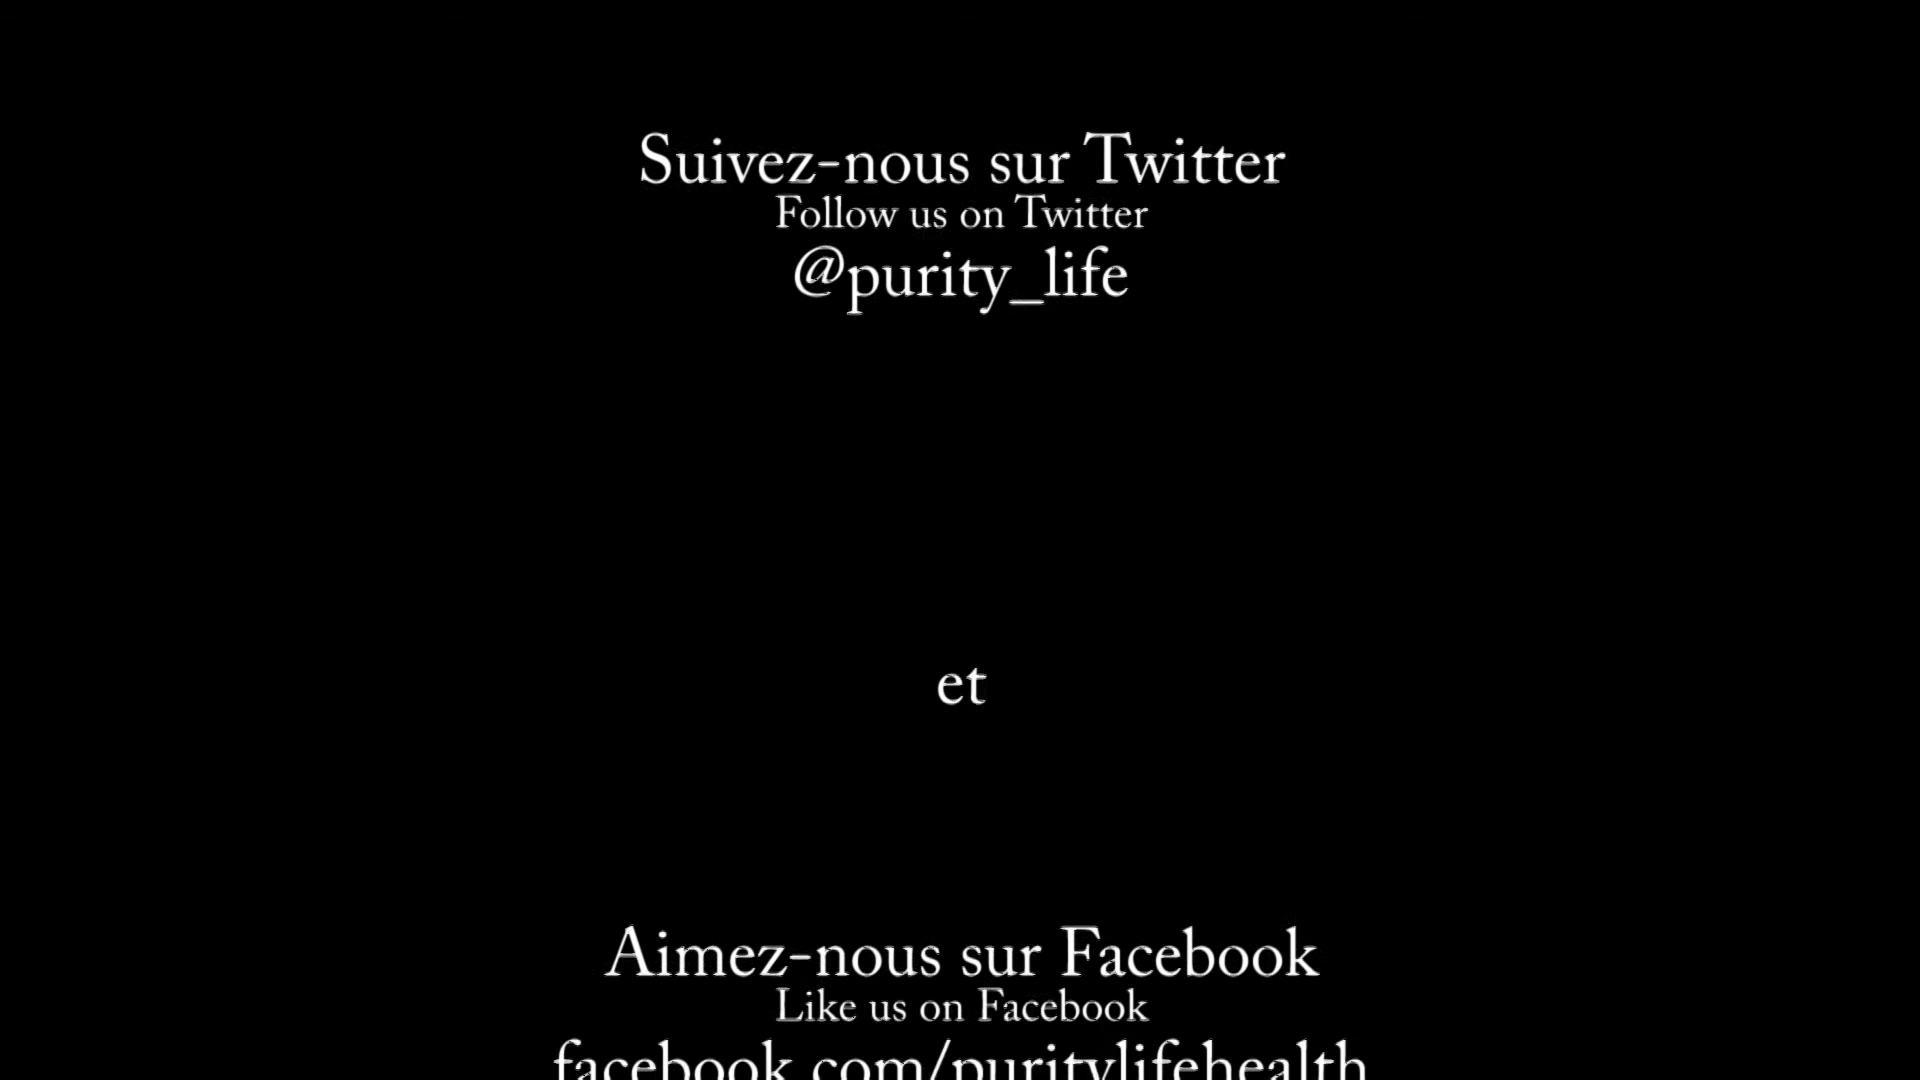 Suivez-nous sur Twitter
Follow us on Twitter
@purity_life
et
Aimez-nous sur Facebook
Like us on Facebook
facebook.com/puritylifehealth